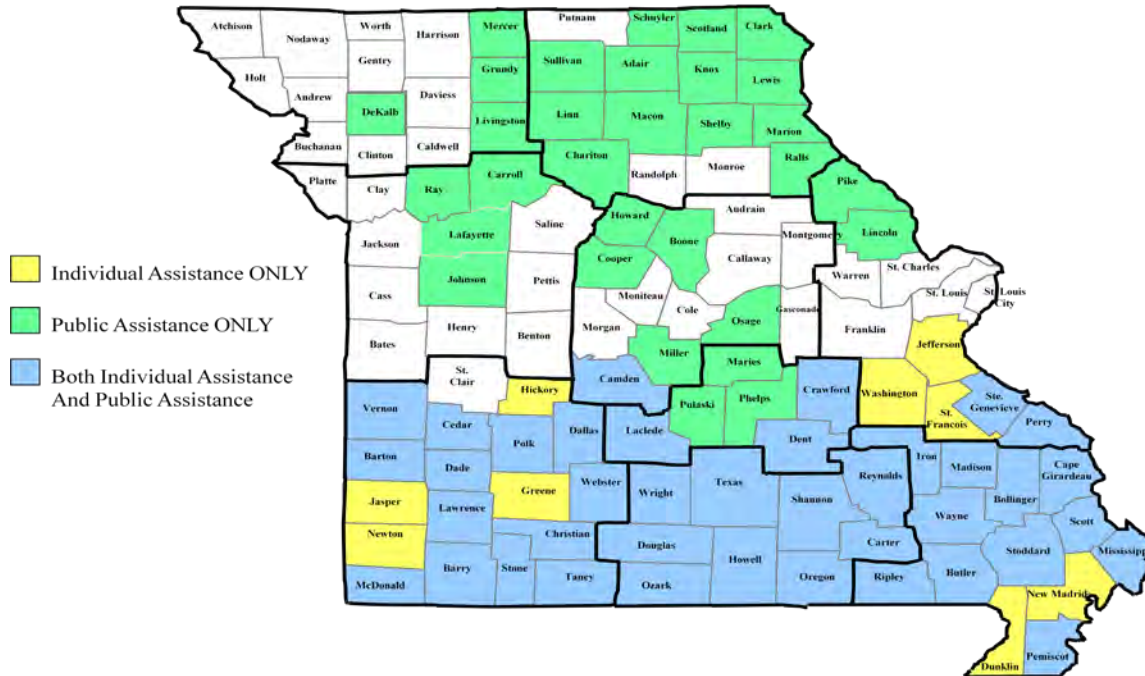 Atchison
Nodaway
Worth
Harrison
Mercer
Putnam
Schuyler
Scotland
Clark
Holt
Gentry
Grundy
Sullivan
Adair
Knox
Lewis
Andrew
DeKalb
Daviess
Livingston
Linn
Macon
Shelby
Marion
Buchanan
Clinton
Caldwell
Chariton
Randolph
Monroe
Ralls
Platte
Clay
Ray
Carroll
Pike
Saline
Howard
Audrain
Jackson
Lafayette
Boone
Montgomery
Lincoln
Individual Assistance ONLY
Cooper
Callaway
Warren
St. Charles
Cass
Johnson
Pettis
Moniteau
Cole
St. Louis
St. Louis
City
Public Assistance ONLY
Morgan
Osage
Gasconade
Franklin
Bates
Henry
Benton
Miller
Jefferson
Both Individual Assistance
And Public Assistance
St.
Clair
Hickory
Camden
Maries
Crawford
Washington
Vernon
Pulaski
Phelps
St.
Francois
Ste.
Genevieve
Perry
Cedar
Polk
Dallas
Laclede
Dent
Barton
Dade
Iron
Madison
Cape
Girardeau
Jasper
Greene
Webster
Wright
Texas
Shannon
Reynolds
Bollinger
Lawrence
Wayne
Scott
Newton
Christian
Douglas
Carter
Stoddard
Mississipp
McDonald
Barry
Stone
Taney
Ozark
Howell
Oregon
Ripley
Butler
New Madrid
Dunklin
Pemiscot